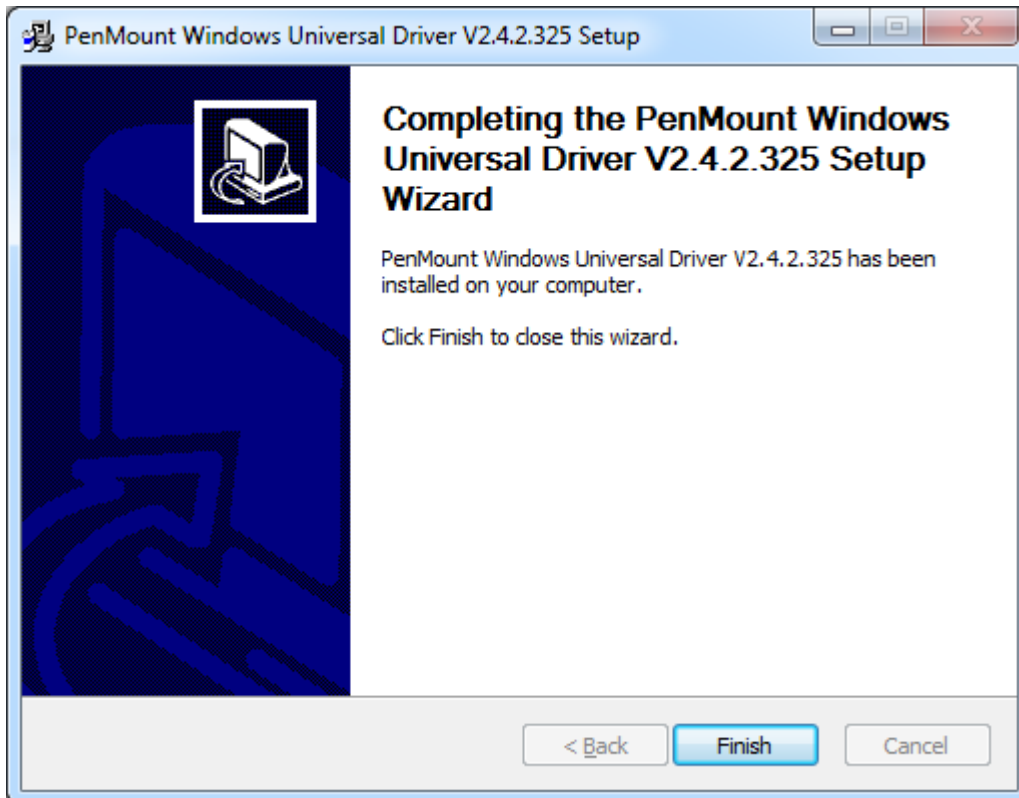 PenMount Windows Universal Driver V2.4.2.325 Setup
Completing the PenMount Windows
Universal Driver V2.4.2.325 Setup
Wizard
PenMount Windows Universal Driver V2.4.2.325 has been
installed on your computer.
Click Finish to close this wizard.
< Back
Finish
Cancel